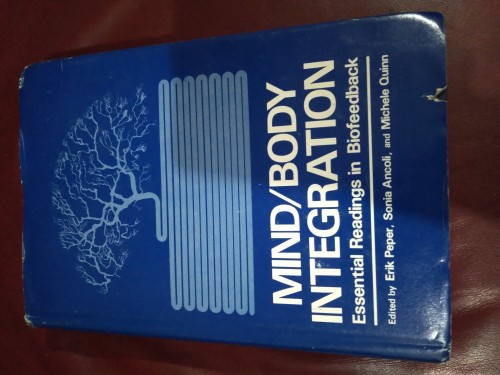 MIND/BODY
INTEGRATION
Essential Readings in Biofeedback
Edited by Erik Peper, Sonia Ancoli, and Michele Quinn